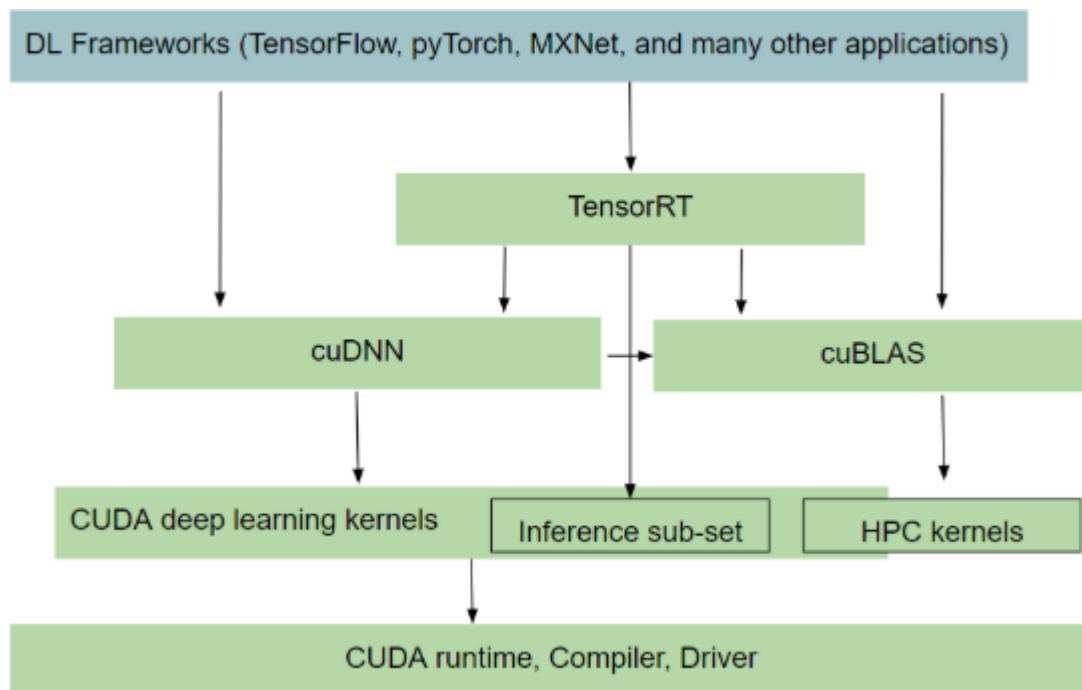 DL Frameworks (TensorFlow, pyTorch, MXNet, and many other applications)
TensorRT
cuDNN
cuBLAS
CUDA deep learning kernels
Inference sub-set
HPC kernels
CUDA runtime, Compiler, Driver